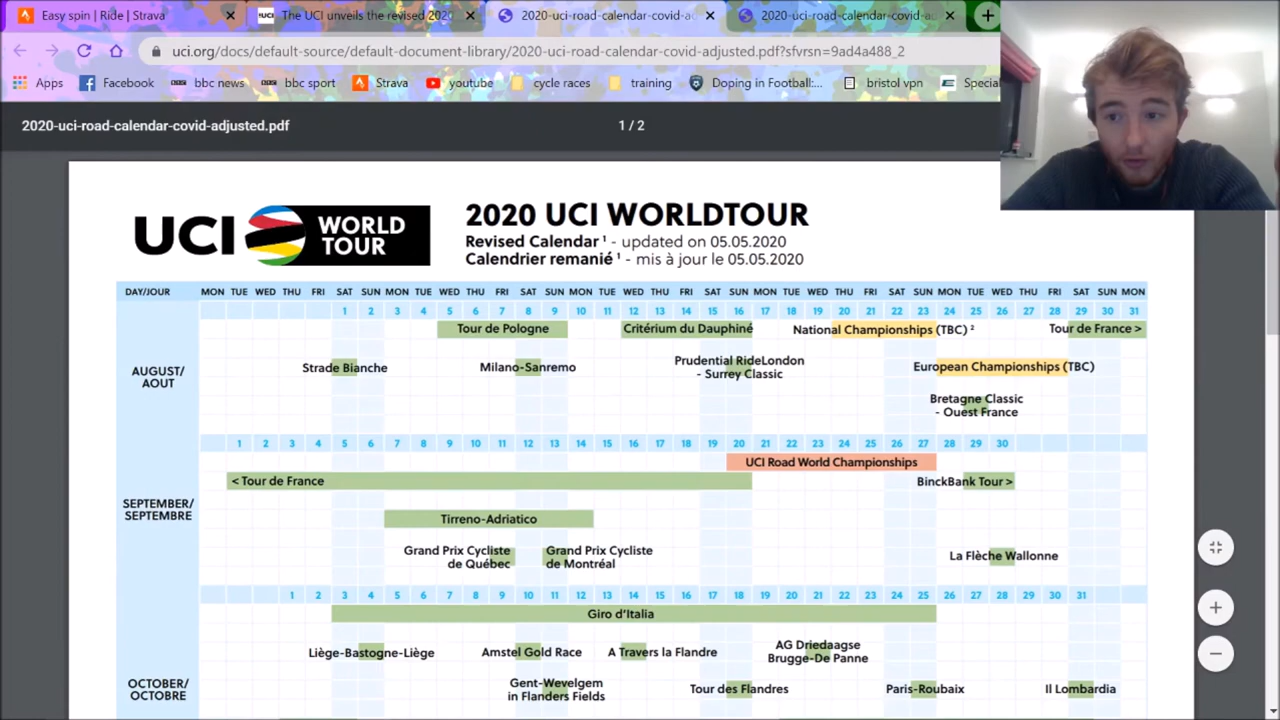 Easy spin | Ride | Strava
The UCI unveils the revised 2020
2020-uci-road-calendar-covid-ad
2020-uci-road-calendar-covid-a
uci.org/docs/default-source/default-document-library/2020-uci-road-calendar-covid-adjusted.pdf?sfvrsn=9ad4a488_2
Apps Facebook bbc news bbc sport Strava youtube cycle races training Doping in Football:... bristol vpn Special
2020-uci-road-calendar-covid-adjusted.pdf
1 / 2
UCI WORLD TOUR
2020 UCI WORLDTOUR
Revised Calendar ¹ - updated on 05.05.2020
Calendrier remanié ¹ - mis à jour le 05.05.2020
DAY/JOUR MON TUE WED THU FRI SAT SUN MON TUE WED THU FRI SAT SUN MON TUE WED THU FRI SAT SUN MON TUE WED THU FRI SAT SUN MON TUE WED THU FRI SAT SUN MON
1 2 3 4 5 6 7 8 9 10 11 12 13 14 15 16 17 18 19 20 21 22 23 24 25 26 27 28 29 30 31
Tour de Pologne Critérium du Dauphiné National Championships (TBC) ² Tour de France >
AUGUST/
AOUT
Strade Bianche Milano-Sanremo Prudential RideLondon
- Surrey Classic
European Championships (TBC)
Bretagne Classic
- Ouest France
1 2 3 4 5 6 7 8 9 10 11 12 13 14 15 16 17 18 19 20 21 22 23 24 25 26 27 28 29 30
UCI Road World Championships
< Tour de France BinckBank Tour >
SEPTEMBER/
SEPTEMBRE
Tirreno-Adriatico
Grand Prix Cycliste
de Québec
Grand Prix Cycliste
de Montréal
La Flèche Wallonne
1 2 3 4 5 6 7 8 9 10 11 12 13 14 15 16 17 18 19 20 21 22 23 24 25 26 27 28 29 30 31
Giro d'Italia
Liège-Bastogne-Liège Amstel Gold Race A Travers la Flandre AG Driedaagse
Brugge-De Panne
OCTOBER/
OCTOBRE
Gent-Wevelgem
in Flanders Fields
Tour des Flandres Paris-Roubaix Il Lombardia